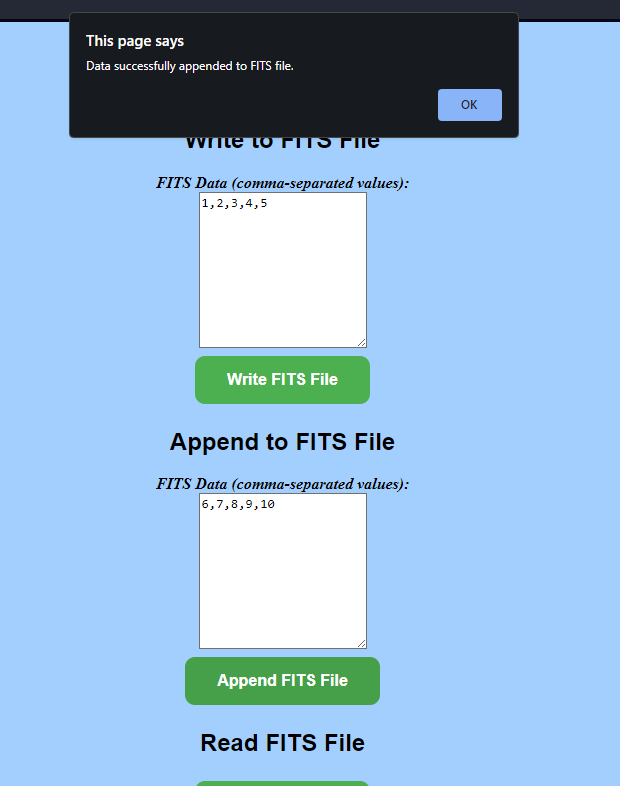 This page says
Data successfully appended to FITS file.
OK
Write to FITS File
FITS Data (comma-separated values):
1,2,3,4,5
Write FITS File
Append to FITS File
FITS Data (comma-separated values):
6,7,8,9,10
Append FITS File
Read FITS File